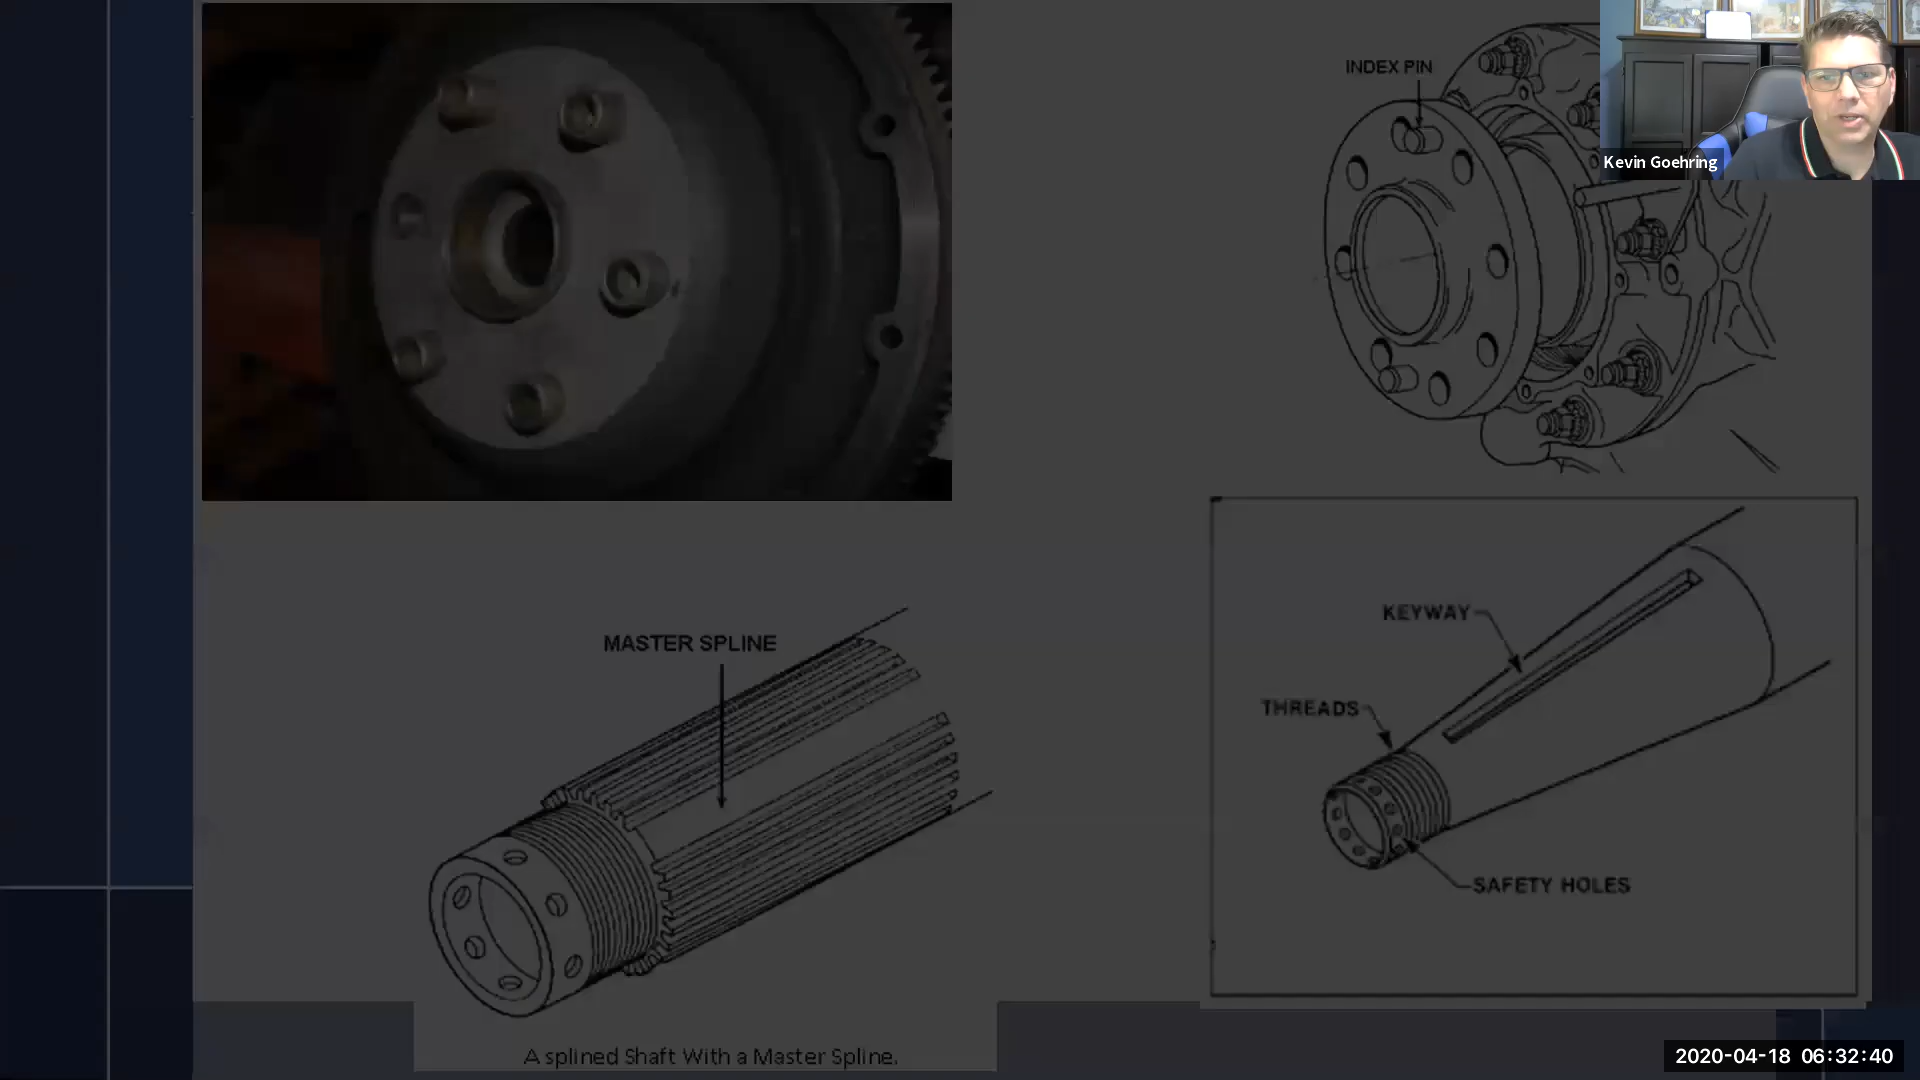 INDEX PIN
Kevin Goehring
MASTER SPLINE
KEYWAY
THREADS
SAFETY HOLES
A splined Shaft With a Master Spline.
2020-04-18 06:32:40